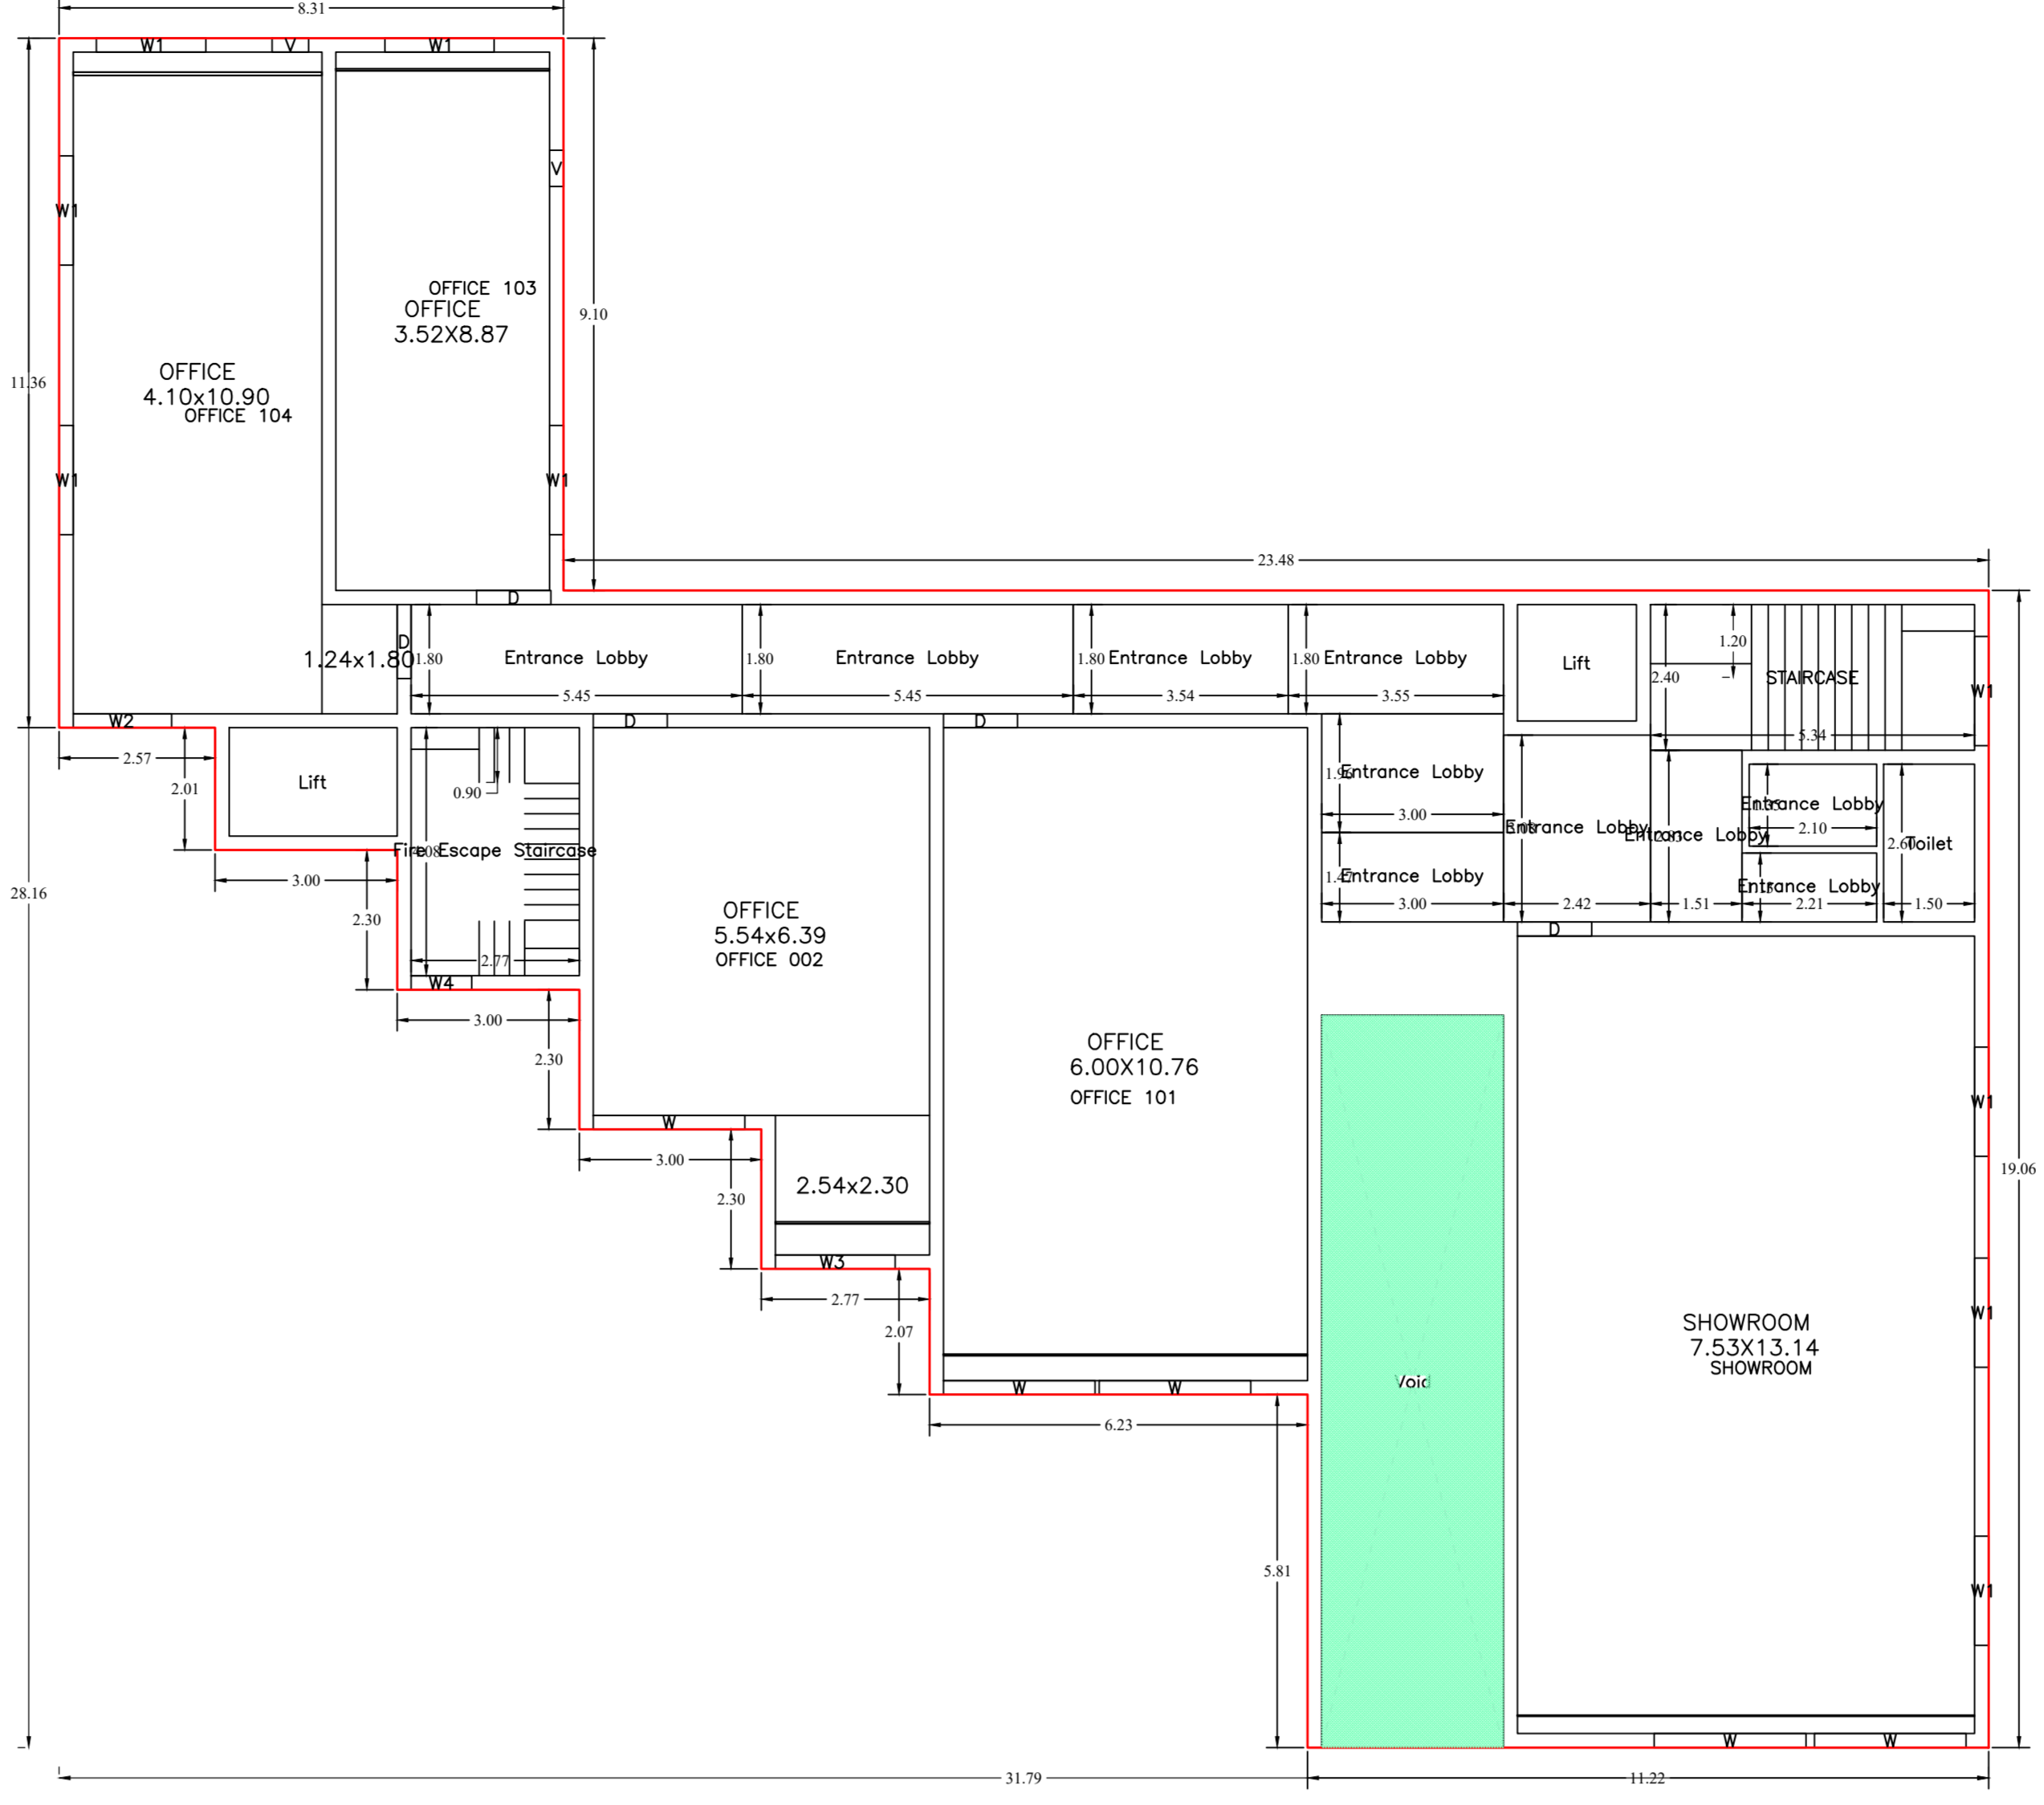 8.31
W1
V
W1
V
W1
OFFICE 103
OFFICE
3.52X8.87
9.10
OFFICE
4.10x10.90
OFFICE 104
11.36
W1
W1
23.48
D
D
1.24x1.80
1.80
Entrance Lobby
5.45
1.80
Entrance Lobby
5.45
1.80
Entrance Lobby
3.54
1.80
Entrance Lobby
3.55
Lift
2.40
1.20
STAIRCASE
5.34
W1
W2
D
D
2.57
2.01
Lift
0.90
Fire Escape Staircase
4.08
Entrance Lobby
3.00
Entrance Lobby
3.00
Entrance Lobby
2.42
Entrance Lobby
1.51
Entrance Lobby
2.10
Entrance Lobby
2.21
2.60
Toilet
1.50
3.00
28.16
2.30
OFFICE
5.54x6.39
OFFICE 002
D
2.77
W4
3.00
2.30
OFFICE
6.00X10.76
OFFICE 101
W1
W
3.00
2.30
2.54x2.30
19.06
W3
2.77
2.07
SHOWROOM
7.53X13.14
SHOWROOM
W1
Void
W
W
6.23
5.81
W1
W
W
31.79
11.22